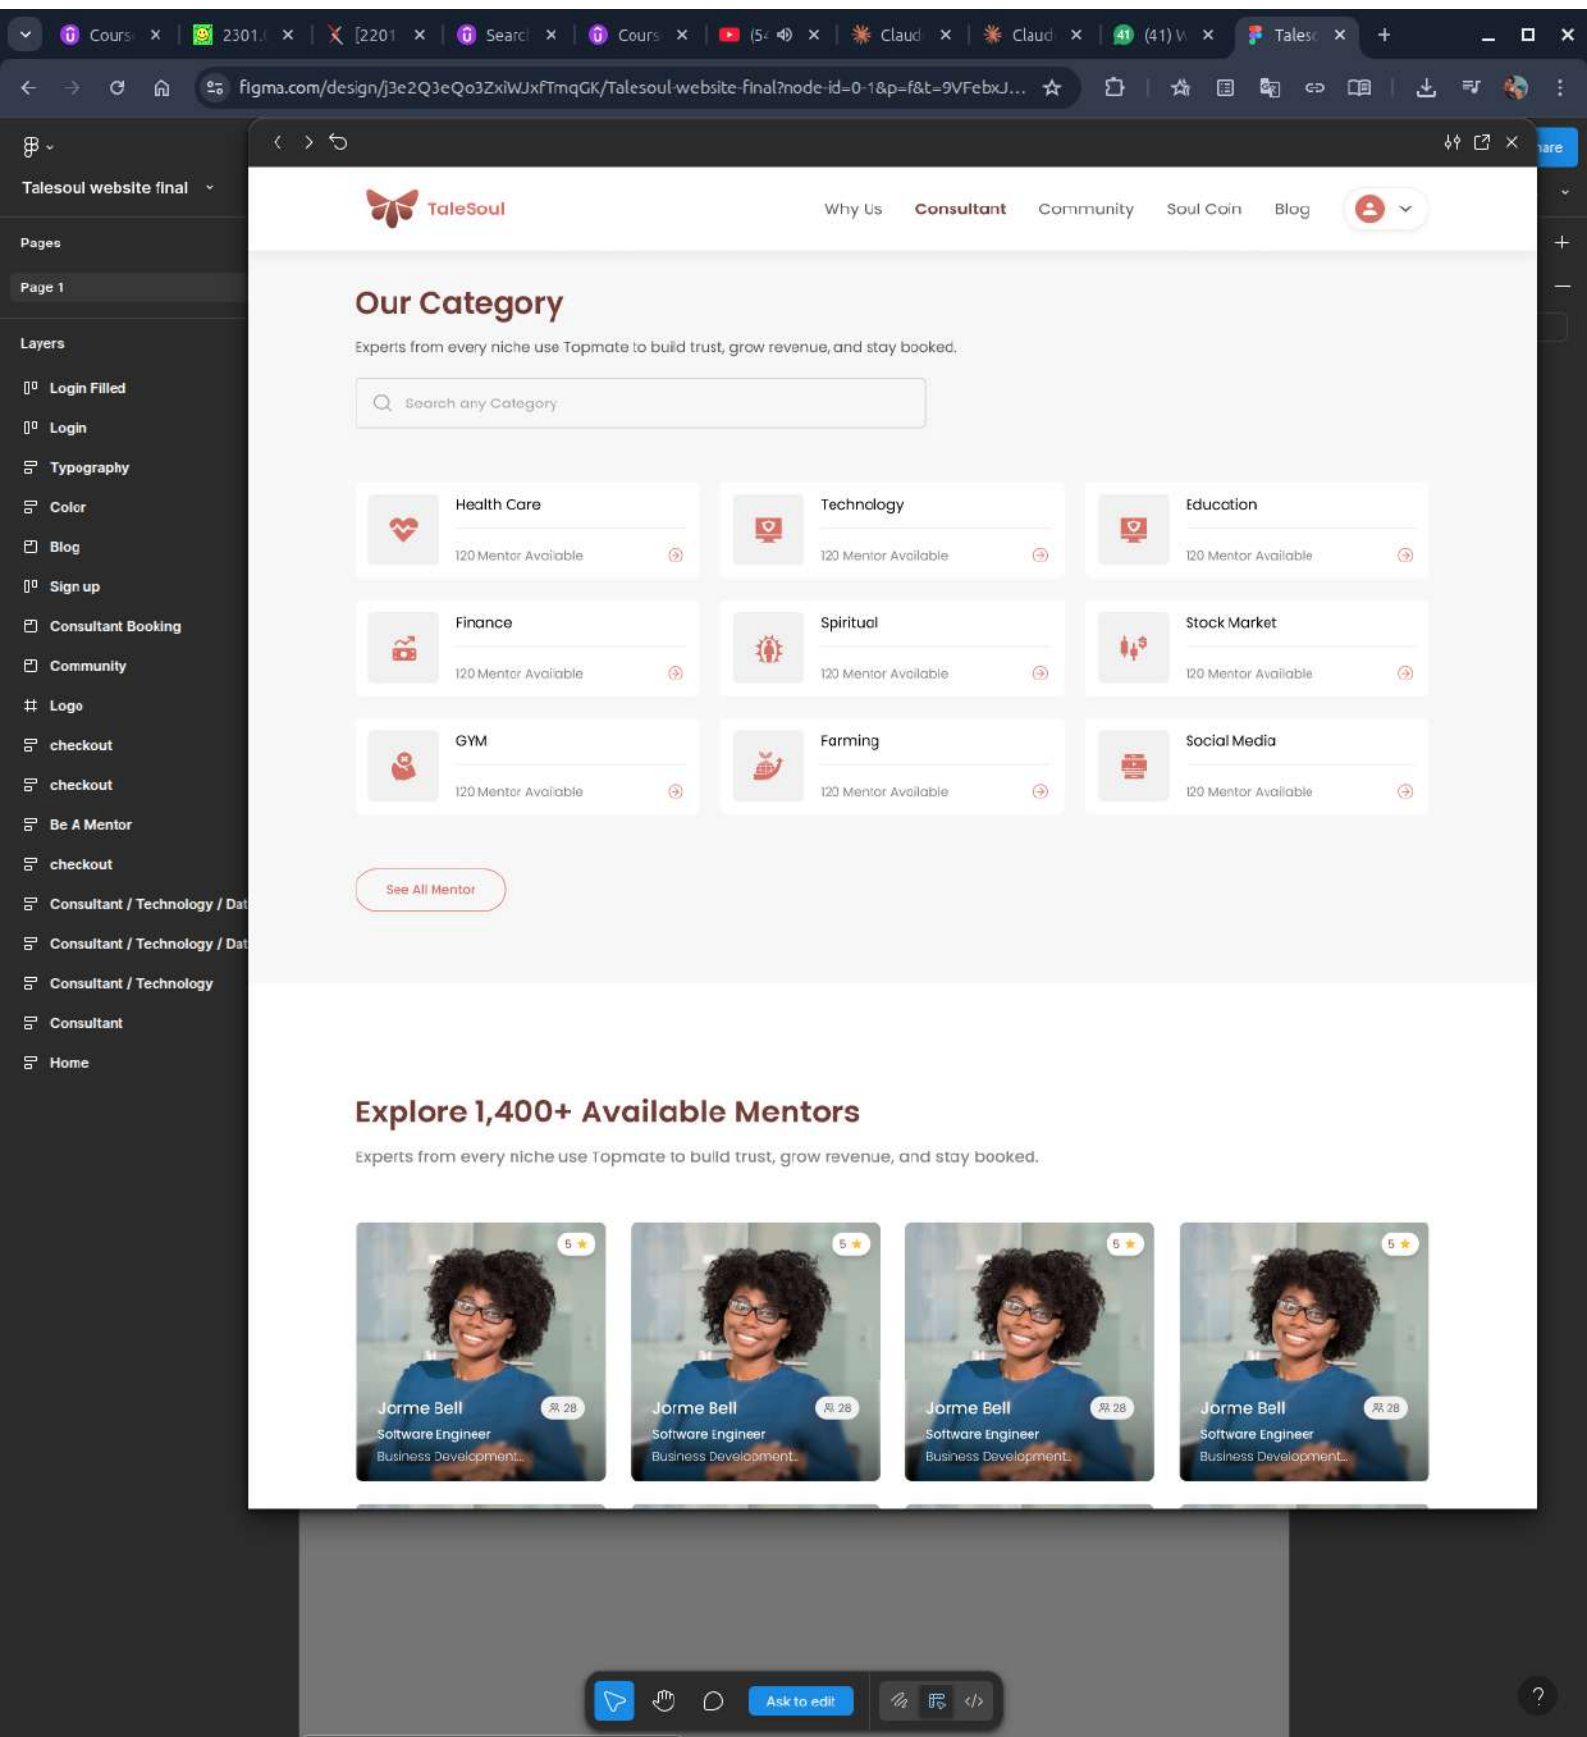 Cours
2301.
[2201
Searc
Cours
(54
Claud
Claud
(41) W
Talesc
figma.com/design/j3e2Q3eQo3ZxiWJxfTmqGK/Talesoul-website-final?node-id=0-1&p=f&t=9VFebxJ...
Talesoul website final
Pages
Page 1
Layers
Login Filled
Login
Typography
Color
Blog
Sign up
Consultant Booking
Community
Logo
checkout
checkout
Be A Mentor
checkout
Consultant / Technology / Dat
Consultant / Technology / Dat
Consultant / Technology
Consultant
Home
hare
TaleSoul
Why Us Consultant Community Soul Coin Blog
Our Category
Experts from every niche use Topmate to build trust, grow revenue, and stay booked.
Search any Category
Health Care
120 Mentor Available
Technology
120 Mentor Available
Education
120 Mentor Available
Finance
120 Mentor Available
Spiritual
120 Mentor Available
Stock Market
120 Mentor Available
GYM
120 Mentor Available
Farming
120 Mentor Available
Social Media
120 Mentor Available
See All Mentor
Explore 1,400+ Available Mentors
Experts from every niche use Topmate to build trust, grow revenue, and stay booked.
5
Jorme Bell
28
Software Engineer
Business Development...
5
Jorme Bell
28
Software Engineer
Business Development...
5
Jorme Bell
28
Software Engineer
Business Development...
5
Jorme Bell
28
Software Engineer
Business Development...
Ask to edit
?